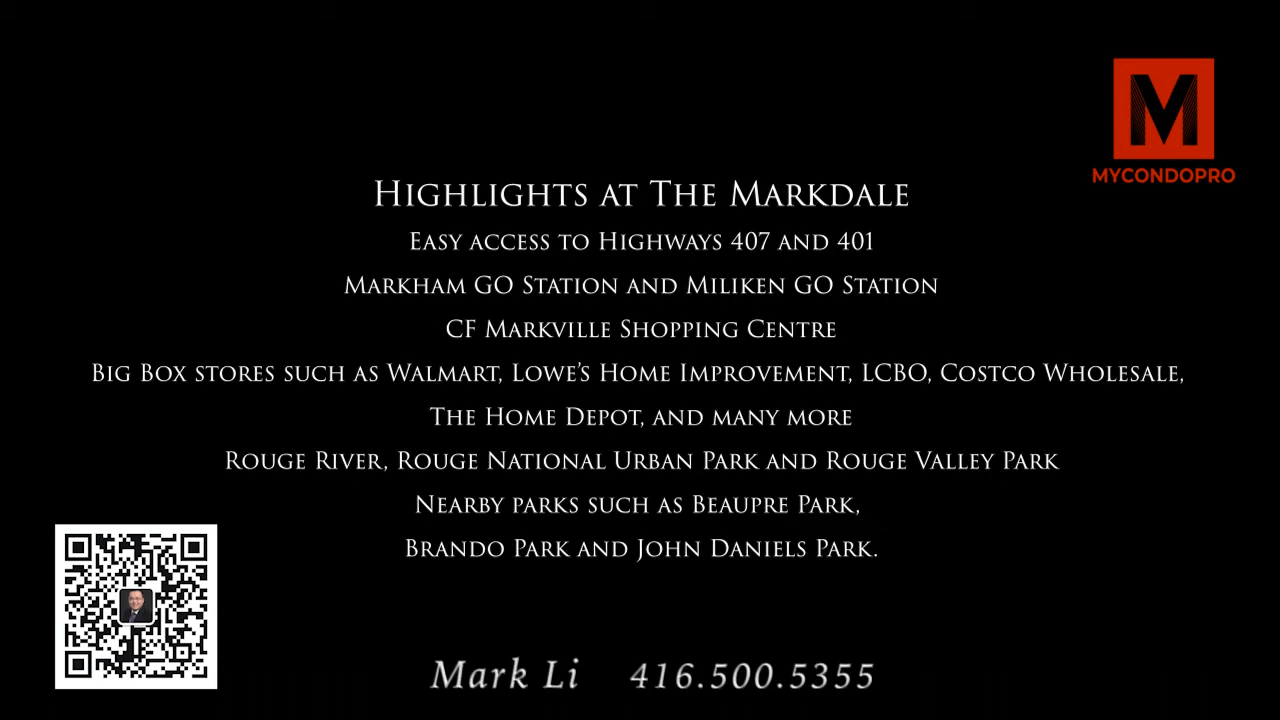 M
MYCONDOPRO
Highlights at The Markdale
Easy access to Highways 407 and 401
Markham GO Station and Miliken GO Station
CF Markville Shopping Centre
Big Box stores such as Walmart, Lowe's Home Improvement, LCBO, Costco Wholesale,
The Home Depot, and many more
Rouge River, Rouge National Urban Park and Rouge Valley Park
Nearby parks such as Beaupre Park,
Brando Park and John Daniels Park.
Mark Li 416.500.5355